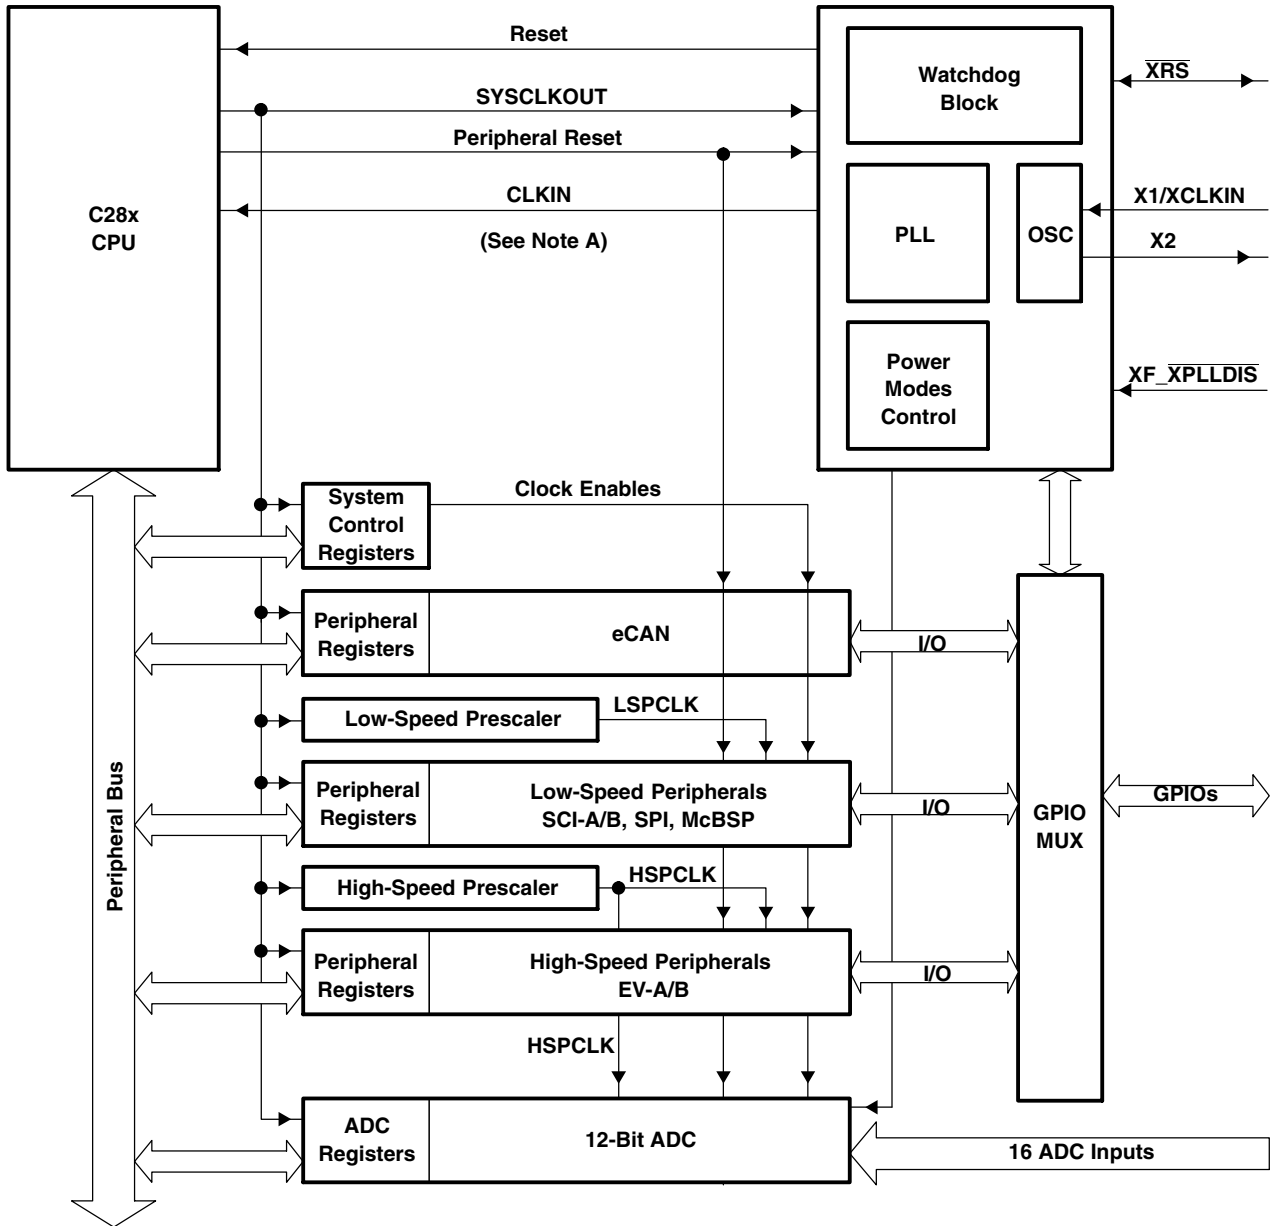 Reset
Watchdog
Block
XRS
SYSCLKOUT
Peripheral Reset
C28x
CPU
CLKIN
(See Note A)
PLL
OSC
X1/XCLKIN
X2
Power
Modes
Control
XF_XPLLDIS
System
Control
Registers
Clock Enables
Peripheral
Registers
eCAN
I/O
Low-Speed Prescaler
LSPCLK
Peripheral Bus
Peripheral
Registers
Low-Speed Peripherals
SCI-A/B, SPI, McBSP
I/O
GPIO
MUX
GPIOs
High-Speed Prescaler
HSPCLK
Peripheral
Registers
High-Speed Peripherals
EV-A/B
I/O
HSPCLK
ADC
Registers
12-Bit ADC
16 ADC Inputs